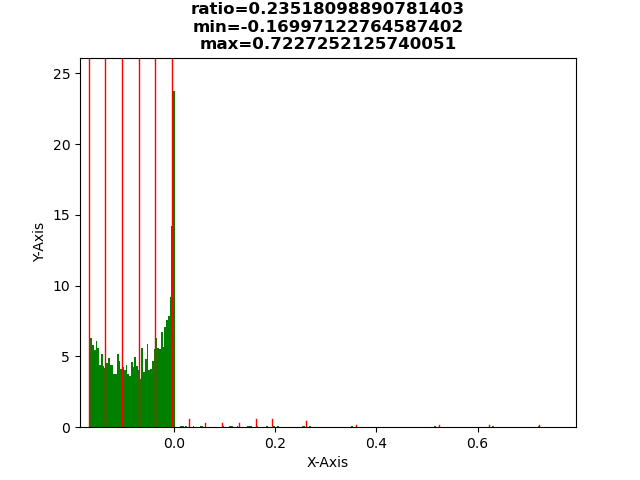 ratio=0.23518098890781403
min=-0.16997122764587402
max=0.7227252125740051
25
20
15
10
5
0
Y-Axis
0.0 0.2 0.4 0.6
X-Axis